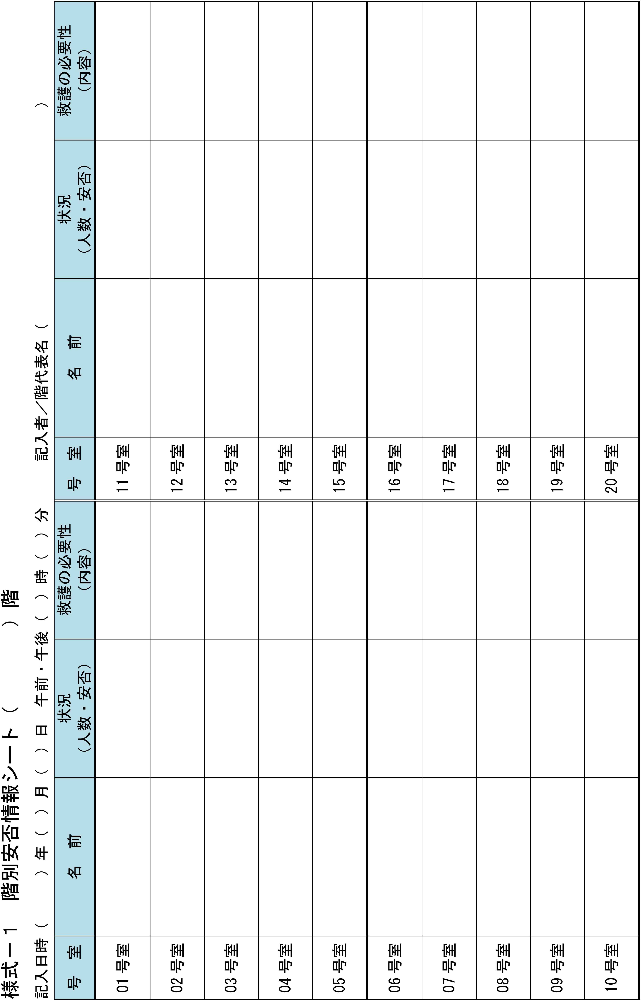 様式－１　階別安否情報シート（　　　　）階
記入日時（　　　）年（　）月（　）日　午前・午後（　）時（　）分　　　記入者／階代表名（　　　　　　　　　　　　　　）
号　室　名　前　状況　救護の必要性　号　室　名　前　状況　救護の必要性
（人数・安否）　（内容）　（人数・安否）　（内容）
01 号室　11 号室
02 号室　12 号室
03 号室　13 号室
04 号室　14 号室
05 号室　15 号室
06 号室　16 号室
07 号室　17 号室
08 号室　18 号室
09 号室　19 号室
10 号室　20 号室